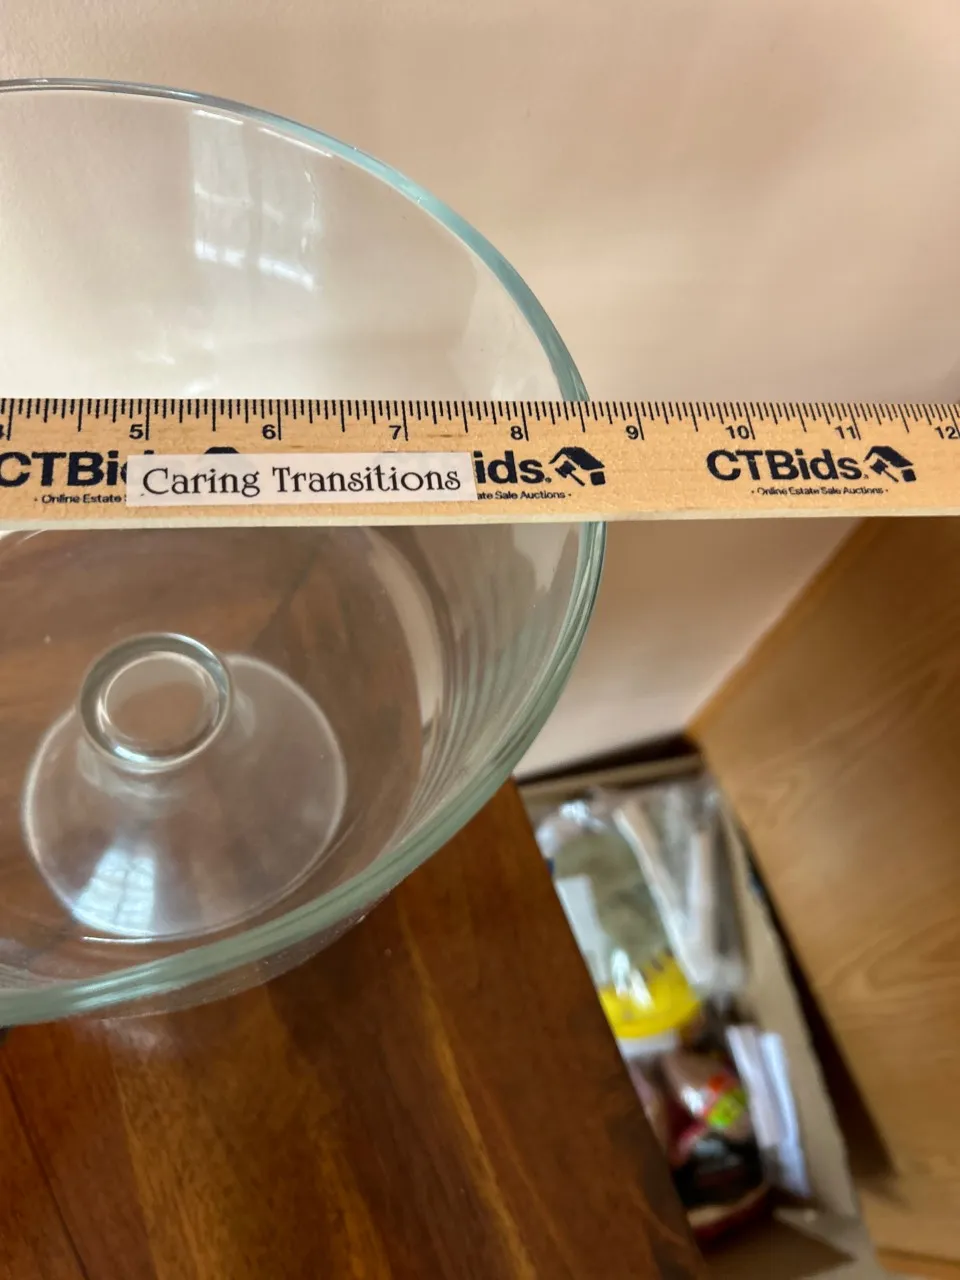 5 6 7 8 9 10 11 12
CTBi Caring Transitions ids. CTBids.
· Online Estate ate Sale Auctions · · Online Estate Sale Auctions ·